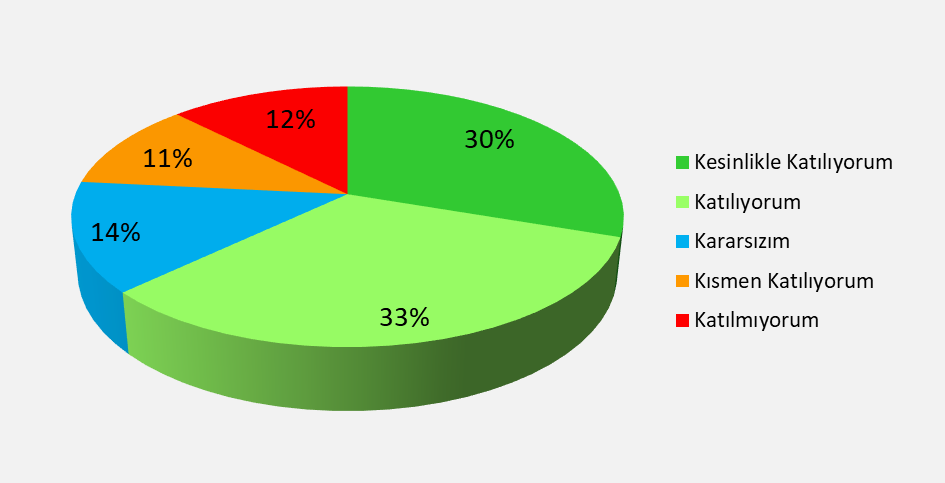 12%
30%
11%
14%
33%
Kesinlikle Katılıyorum
Katılıyorum
Kararsızım
Kısmen Katılıyorum
Katılmıyorum